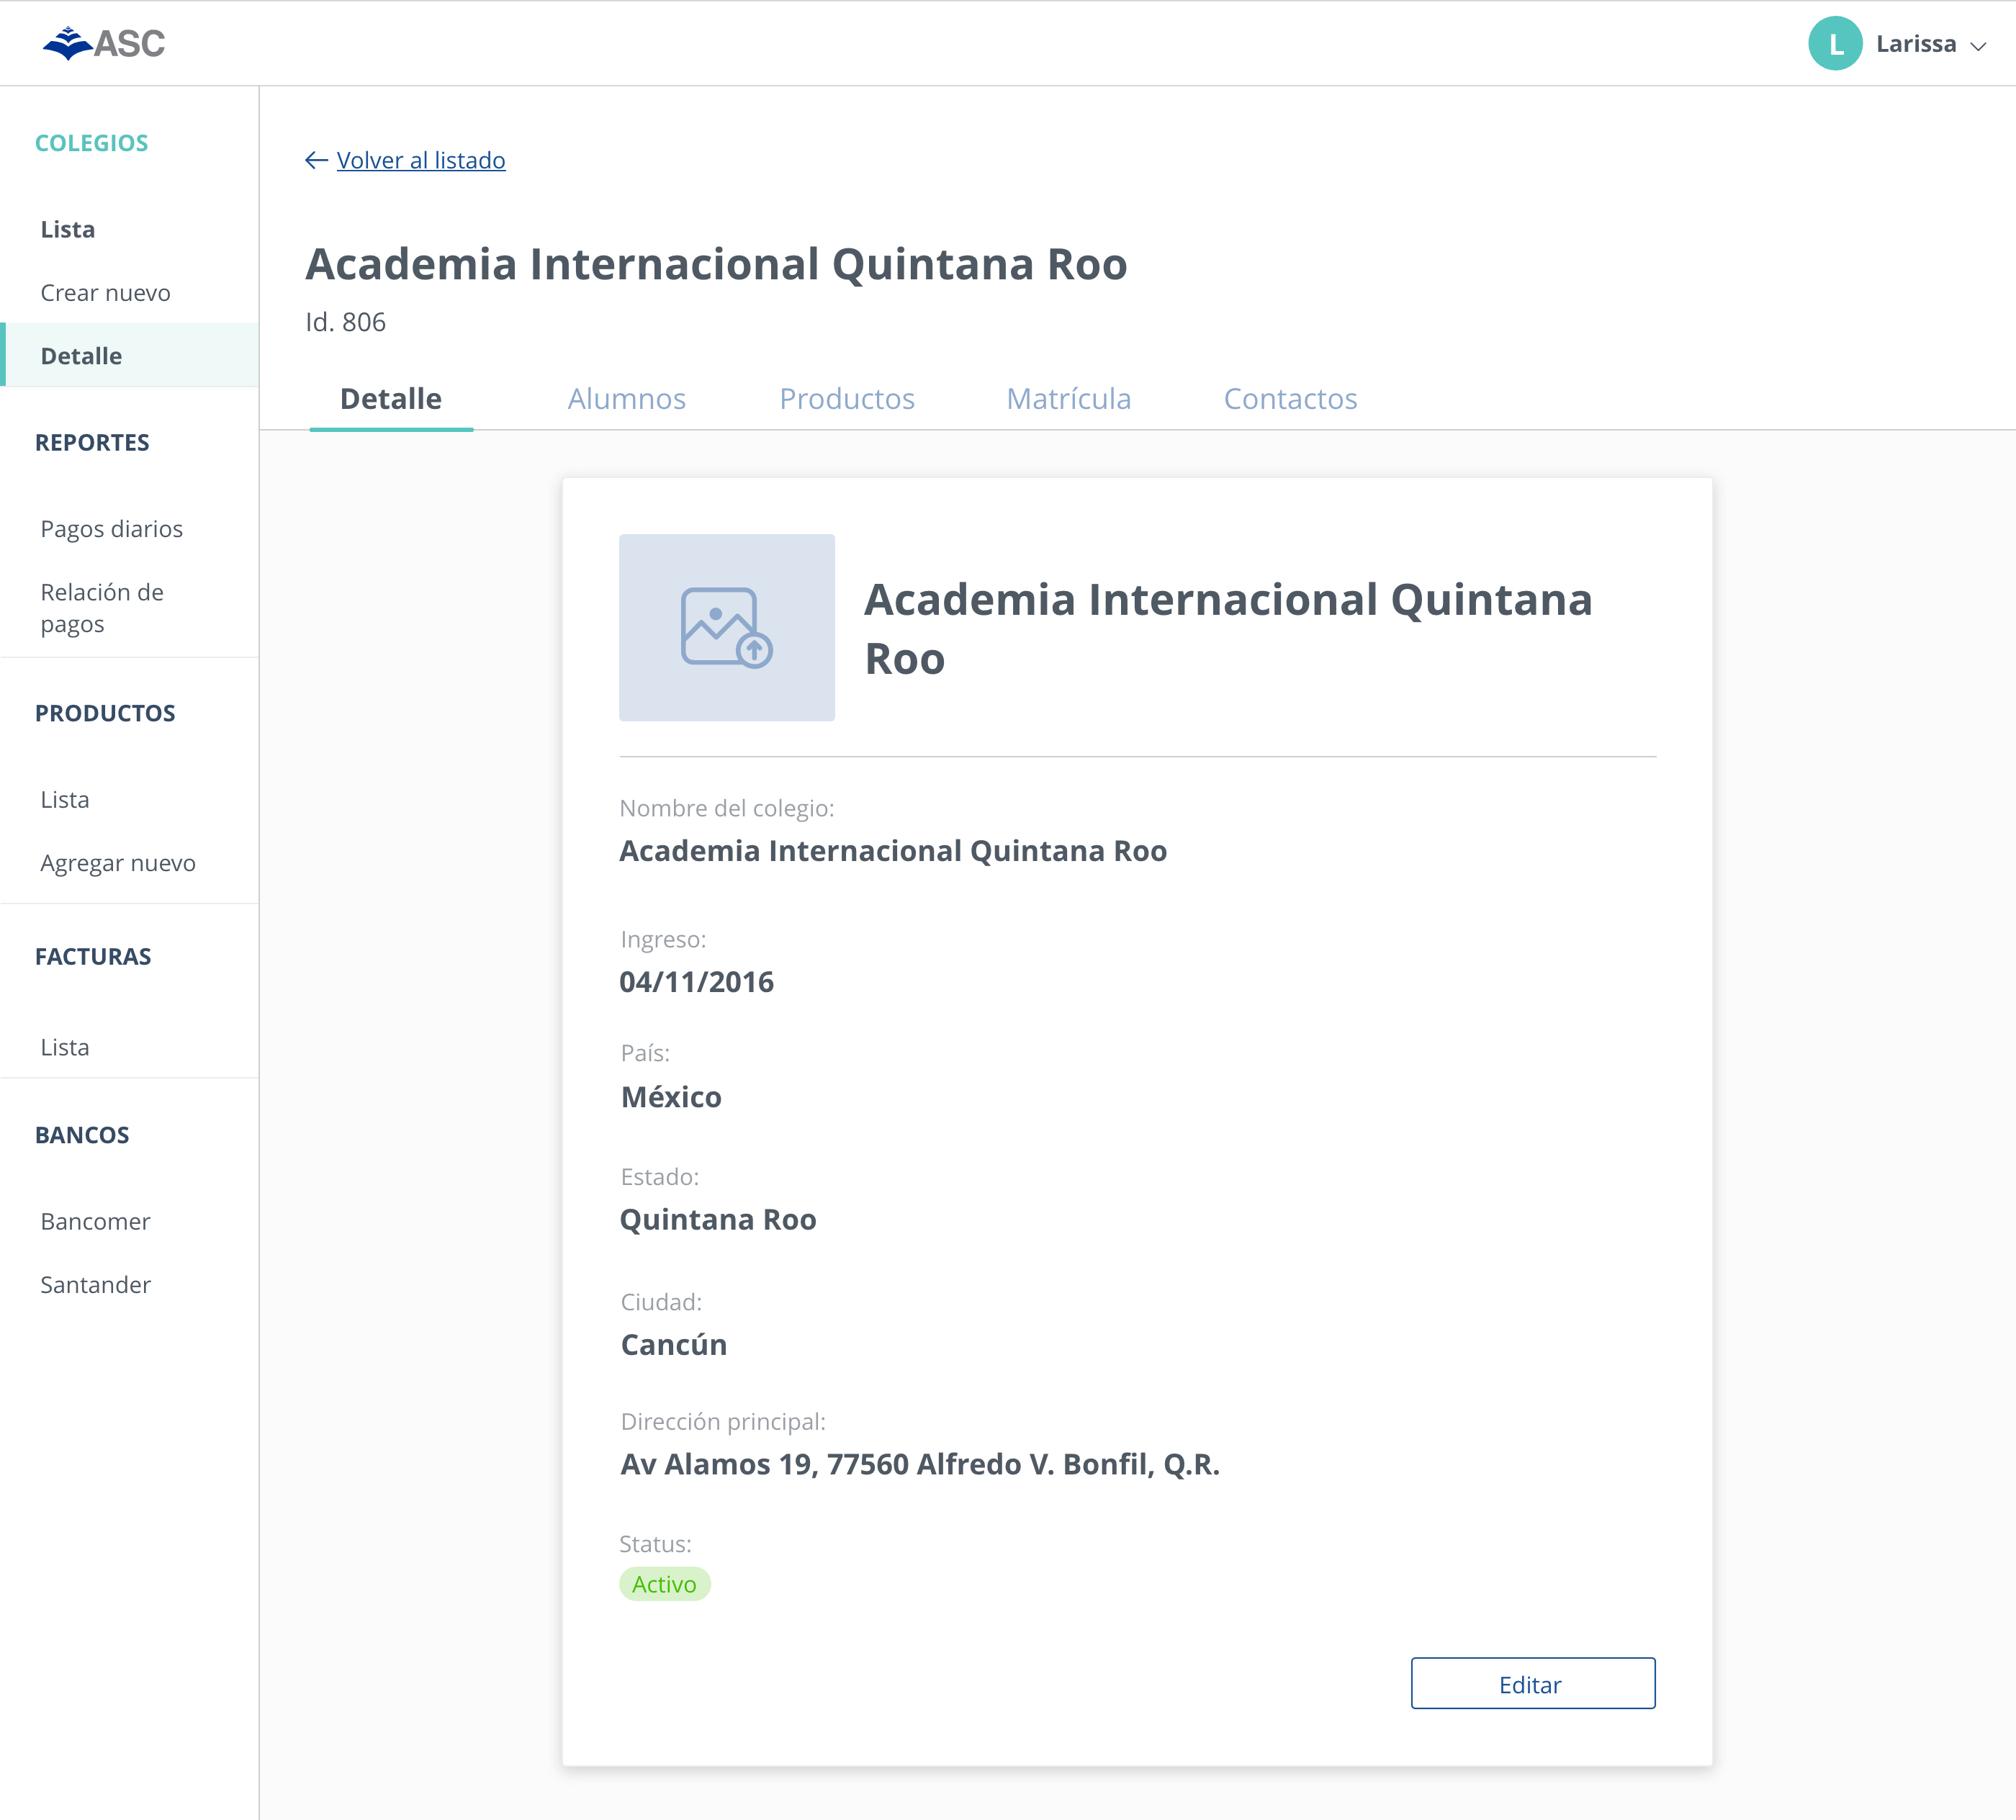 ASC
L Larissa
COLEGIOS
Lista
Crear nuevo
Detalle
REPORTES
Pagos diarios
Relación de
pagos
PRODUCTOS
Lista
Agregar nuevo
FACTURAS
Lista
BANCOS
Bancomer
Santander
Volver al listado
Academia Internacional Quintana Roo
Id. 806
Detalle Alumnos Productos Matrícula Contactos
Academia Internacional Quintana
Roo
Nombre del colegio:
Academia Internacional Quintana Roo
Ingreso:
04/11/2016
País:
México
Estado:
Quintana Roo
Ciudad:
Cancún
Dirección principal:
Av Alamos 19, 77560 Alfredo V. Bonfil, Q.R.
Status:
Activo
Editar